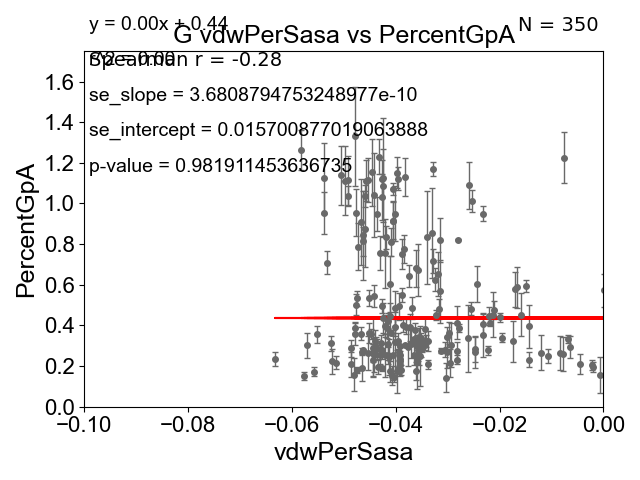 y = 0.00x + 0.44
N = 350
G vdwPerSasa vs PercentGpA
Spearman r = -0.28
se_slope = 3.6808794753248977e-10
se_intercept = 0.015700877019063888
p-value = 0.981911453636735
PercentGpA
1.6
1.4
1.2
1.0
0.8
0.6
0.4
0.2
0.0
−0.10 −0.08 −0.06 −0.04 −0.02 0.00
vdwPerSasa